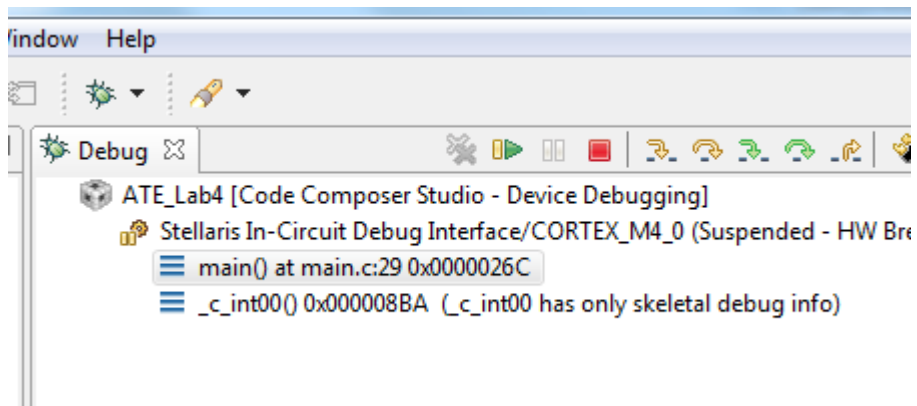 Window Help
Debug
ATE_Lab4 [Code Composer Studio - Device Debugging]
Stellaris In-Circuit Debug Interface/CORTEX_M4_0 (Suspended - HW Bre
main() at main.c:29 0x0000026C
_c_int00() 0x000008BA (_c_int00 has only skeletal debug info)